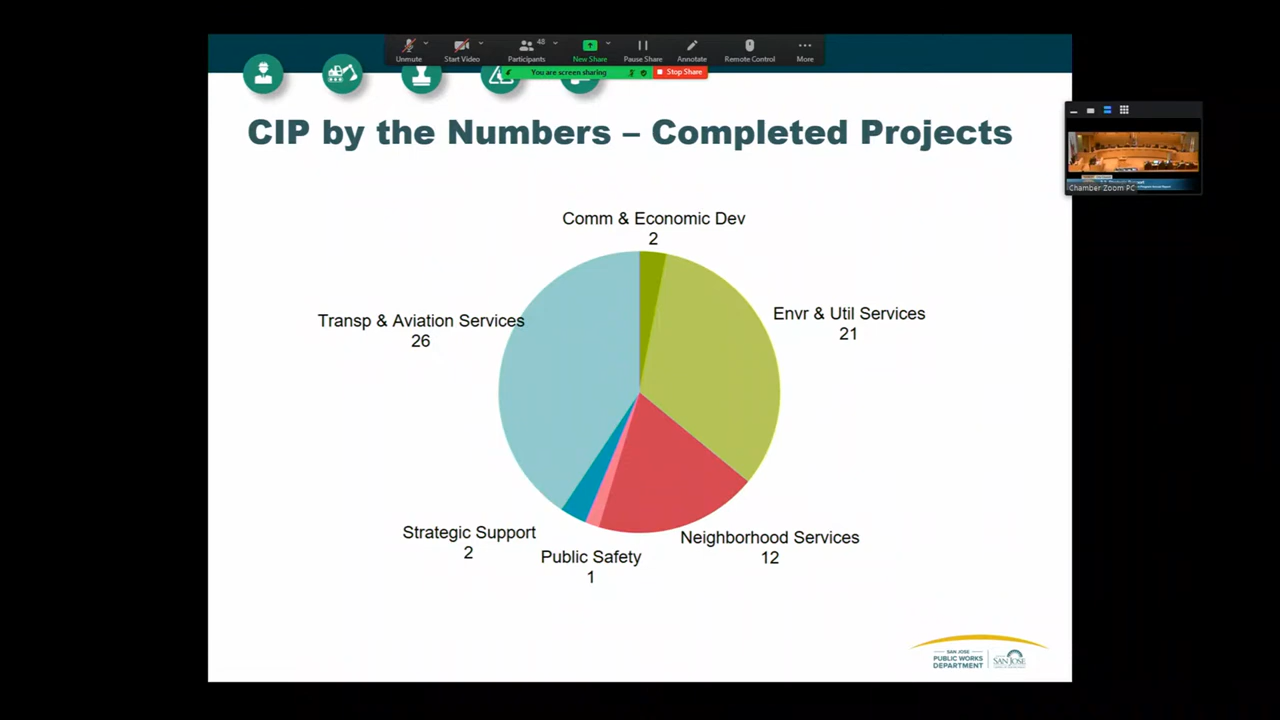 48
Unmute
Start Video
Participants
New Share
Pause Share
Annotate
Remote Control
More
You are screen sharing
Stop Share
CIP by the Numbers – Completed Projects
Chamber Zoom PC
Comm & Economic Dev
2
Envr & Util Services
21
Transp & Aviation Services
26
Strategic Support
2
Public Safety
1
Neighborhood Services
12
SAN JOSE
PUBLIC WORKS
DEPARTMENT
SAN JOSE